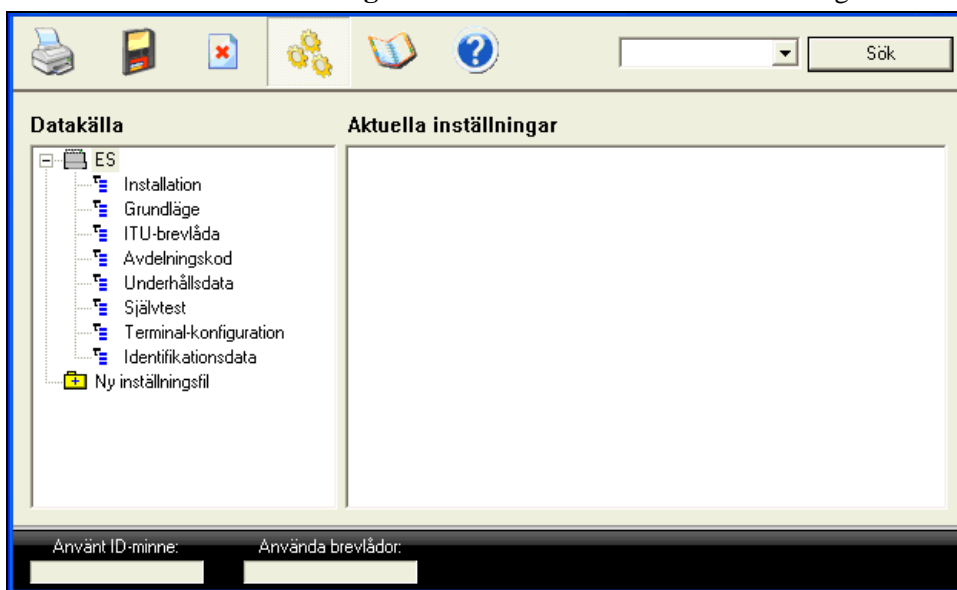 Sök
Datakälla
Aktuella inställningar
ES
Installation
Grundläge
ITU-brevlåda
Avdelningskod
Underhållsdata
Självtest
Terminal-konfiguration
Identifikationsdata
Ny inställningsfil
Använt ID-minne:
Använda brevlådor: